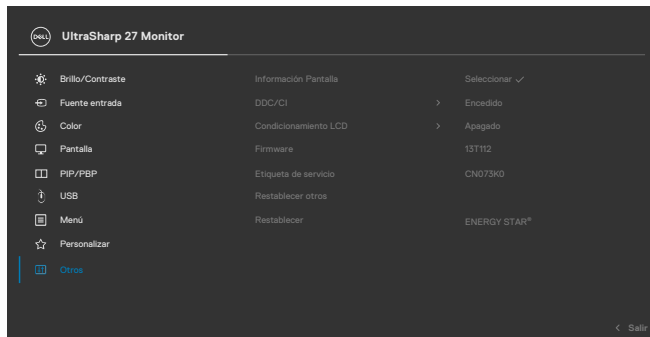 DELL UltraSharp 27 Monitor
Brillo/Contraste Información Pantalla Seleccionar ✓
Fuente entrada DDC/CI > Encedido
Color Condicionamiento LCD > Apagado
Pantalla Firmware 13T112
PIP/PBP Etiqueta de servicio CN073K0
USB Restablecer otros
Menú Restablecer ENERGY STAR®
Personalizar
Otros
< Salir